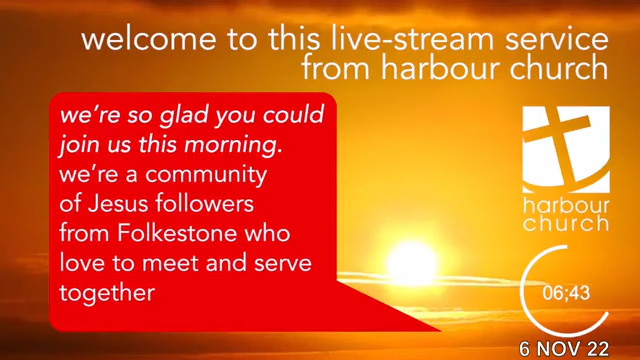 welcome to this live-stream service
from harbour church
we're so glad you could
join us this morning.
we're a community
of Jesus followers
from Folkestone who
love to meet and serve
together
harbour
church
06;43
6 NOV 22